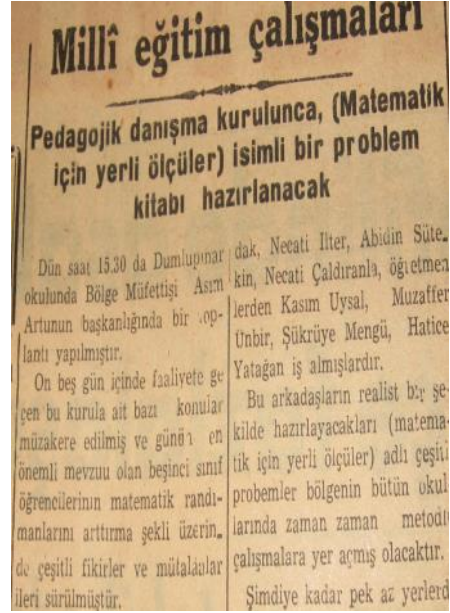 Millî eğitim çalışmaları
Pedagojik danışma kurulunca, (Matematik
için yerli ölçüler) isimli bir problem
kitabı hazırlanacak
Dün saat 15.30 da Dumlupınar
okulunda Bölge Müfettişi Asım
Artunun başkanlığında bir top-
lantı yapılmıştır.
On beş gün içinde faaliyete ge
çen bu kurula ait bazı konular
müzakere edilmiş ve günün en
önemli mevzuu olan beşinci sınıf
öğrencilerinin matematik randı-
manlarını arttırma şekli üzerin-
de çeşitli fikirler ve mütalaalar
ileri sürülmüştür.
dak, Necati İlter, Abidin Süte-
kin, Necati Çaldıranlı, öğretmen
lerden Kasım Uysal, Muzaffer
Ünbir, Şükrüye Mengü, Hatice
Yatağan iş almışlardır.
Bu arkadaşların realist bir şe-
kilde hazırlayacakları (matema-
tik için yerli ölçüler) adlı çeşitli
probemler bölgenin bütün okul
larında zaman zaman metodlu
çalışmalara yer açmış olacaktır.
Şimdiye kadar pek az yerlerd